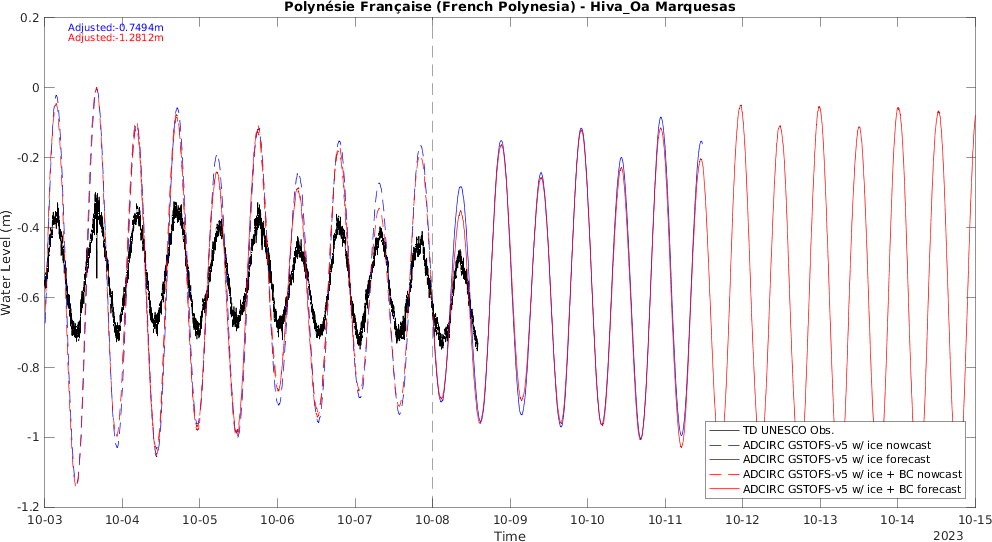 Polynésie Française (French Polynesia) - Hiva_Oa Marquesas
Adjusted:-0.7494m
Adjusted:-1.2812m
Water Level (m)
0.2
0
-0.2
-0.4
-0.6
-0.8
-1
-1.2
TD UNESCO Obs.
ADCIRC GSTOFS-v5 w/ ice nowcast
ADCIRC GSTOFS-v5 w/ ice forecast
ADCIRC GSTOFS-v5 w/ ice + BC nowcast
ADCIRC GSTOFS-v5 w/ ice + BC forecast
10-03 10-04 10-05 10-06 10-07 10-08 10-09 10-10 10-11 10-12 10-13 10-14 10-15
Time
2023